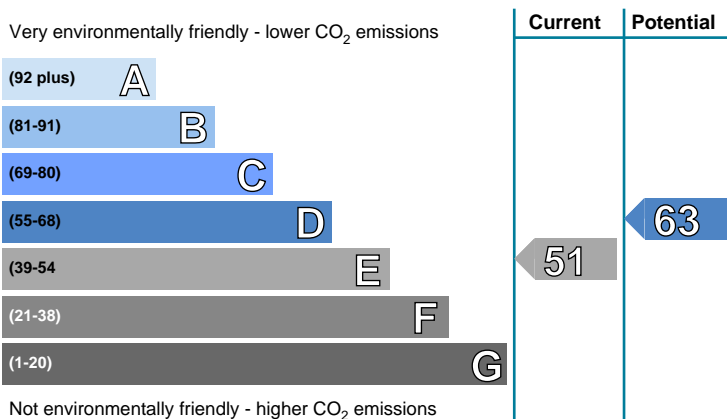 Current Potential
Very environmentally friendly - lower CO2 emissions
(92 plus) A
(81-91) B
(69-80) C
(55-68) D
63
(39-54 E
51
(21-38) F
(1-20) G
Not environmentally friendly - higher CO2 emissions